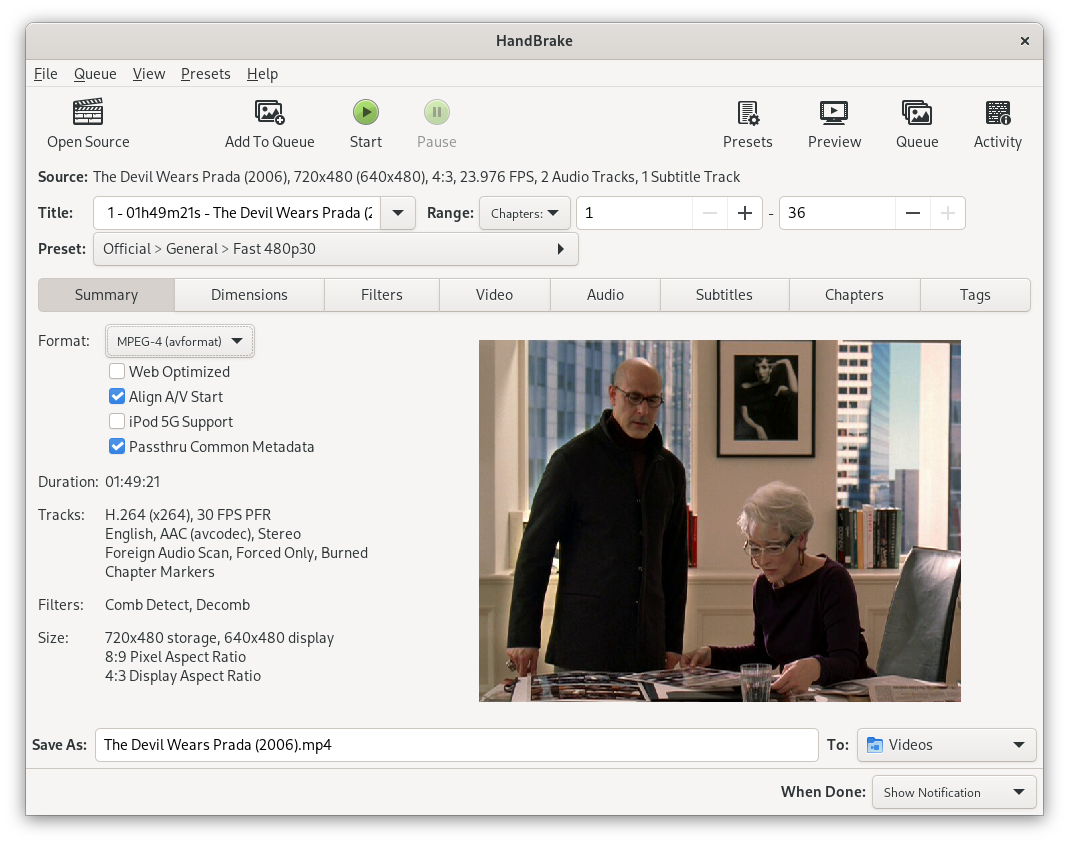 HandBrake
File Queue View Presets Help
Open Source Add To Queue Start Pause Presets Preview Queue Activity
Source: The Devil Wears Prada (2006), 720x480 (640x480), 4:3, 23.976 FPS, 2 Audio Tracks, 1 Subtitle Track
Title: 1 - 01h49m21s - The Devil Wears Prada (2 Range: Chapters: 1 - 36
Preset: Official > General > Fast 480p30
Summary Dimensions Filters Video Audio Subtitles Chapters Tags
Format: MPEG-4 (avformat)
Web Optimized
Align A/V Start
iPod 5G Support
Passthru Common Metadata
Duration: 01:49:21
Tracks: H.264 (x264), 30 FPS PFR
English, AAC (avcodec), Stereo
Foreign Audio Scan, Forced Only, Burned
Chapter Markers
Filters: Comb Detect, Decomb
Size: 720x480 storage, 640x480 display
8:9 Pixel Aspect Ratio
4:3 Display Aspect Ratio
Save As: The Devil Wears Prada (2006).mp4 To: Videos
When Done: Show Notification